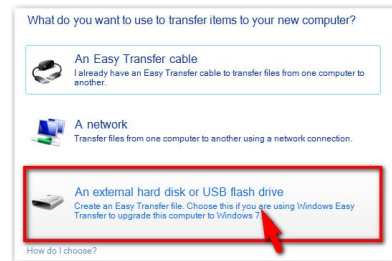 What do you want to use to transfer items to your new computer?
An Easy Transfer cable
I already have an Easy Transfer cable to transfer files from one computer to
another.
A network
Transfer files from one computer to another using a network connection.
An external hard disk or USB flash drive
Create an Easy Transfer file. Choose this if you are using Windows Easy
Transfer to upgrade this computer to Windows 7.
How do I choose?